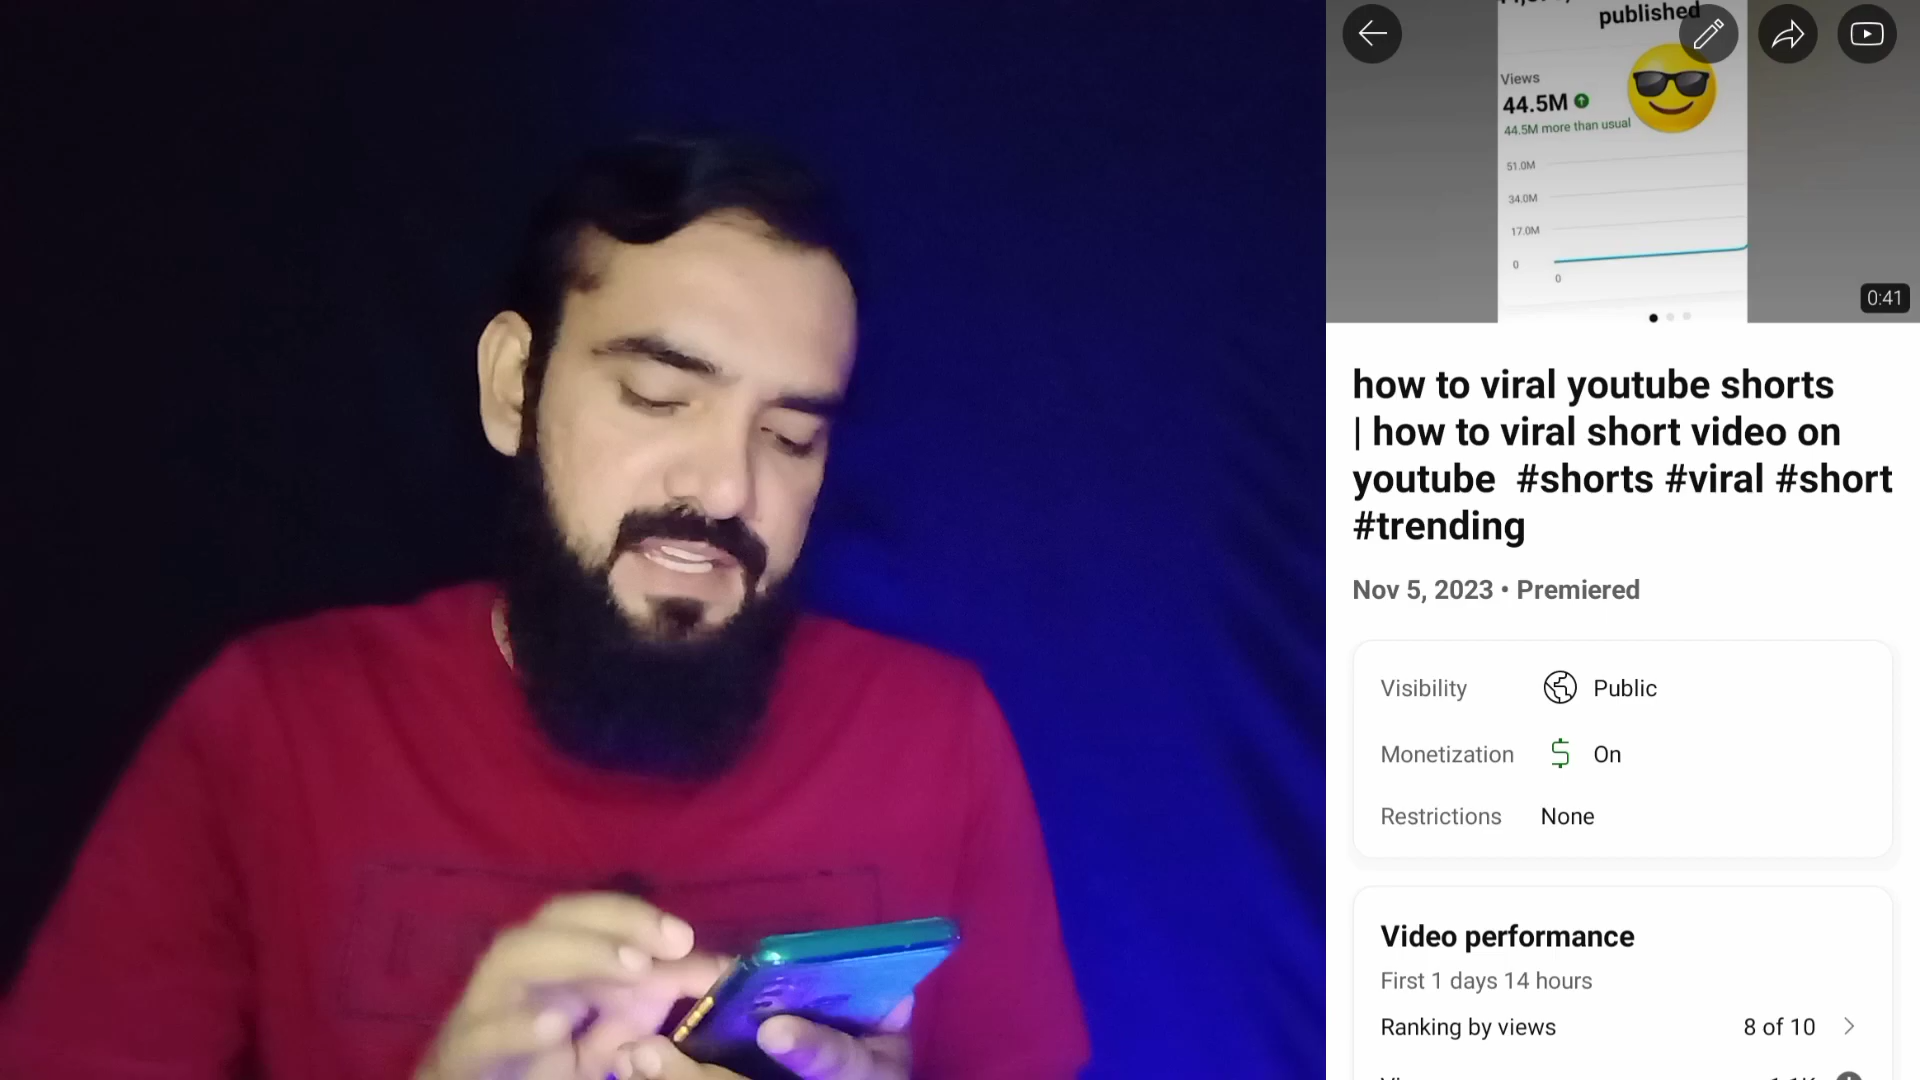 published
Views
44.5M
44.5M more than usual
51.0M
34.0M
17.0M
0
0
0:41
how to viral youtube shorts
| how to viral short video on
youtube #shorts #viral #short
#trending
Nov 5, 2023 • Premiered
Visibility Public
Monetization On
Restrictions None
Video performance
First 1 days 14 hours
Ranking by views 8 of 10